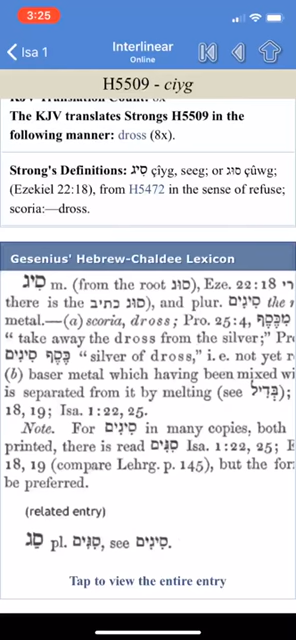 3:25
Isa 1
Interlinear
Online
H5509 - ciyg
KJV Translation Count: 8x
The KJV translates Strongs H5509 in the
following manner: dross (8x).
Strong's Definitions: סִיג çîyg, seeg; or סוּג çûwg;
(Ezekiel 22:18), from H5472 in the sense of refuse;
scoria:—dross.
Gesenius' Hebrew-Chaldee Lexicon
סִיג m. (from the root סוּג), Eze. 22:18
there is the סוג כתיב), and plur. סִיגִים the
metal.—(a) scoria, dross; Pro. 25:4, מִכֶּסֶף
“ take away the dross from the silver;”
כֶּסֶף סִיגִים “silver of dross,” i.e. not yet
(b) baser metal which having been mixed
is separated from it by melting (see בְּדִיל);
18, 19; Isa. 1:22, 25.
Note. For סִיגִים in many copies, both
printed, there is read סִגִּים Isa. 1:22, 25;
18, 19 (compare Lehrg. p. 145), but the
be preferred.
(related entry)
סַג pl. סִגִּים, see סִיגִים.
Tap to view the entire entry